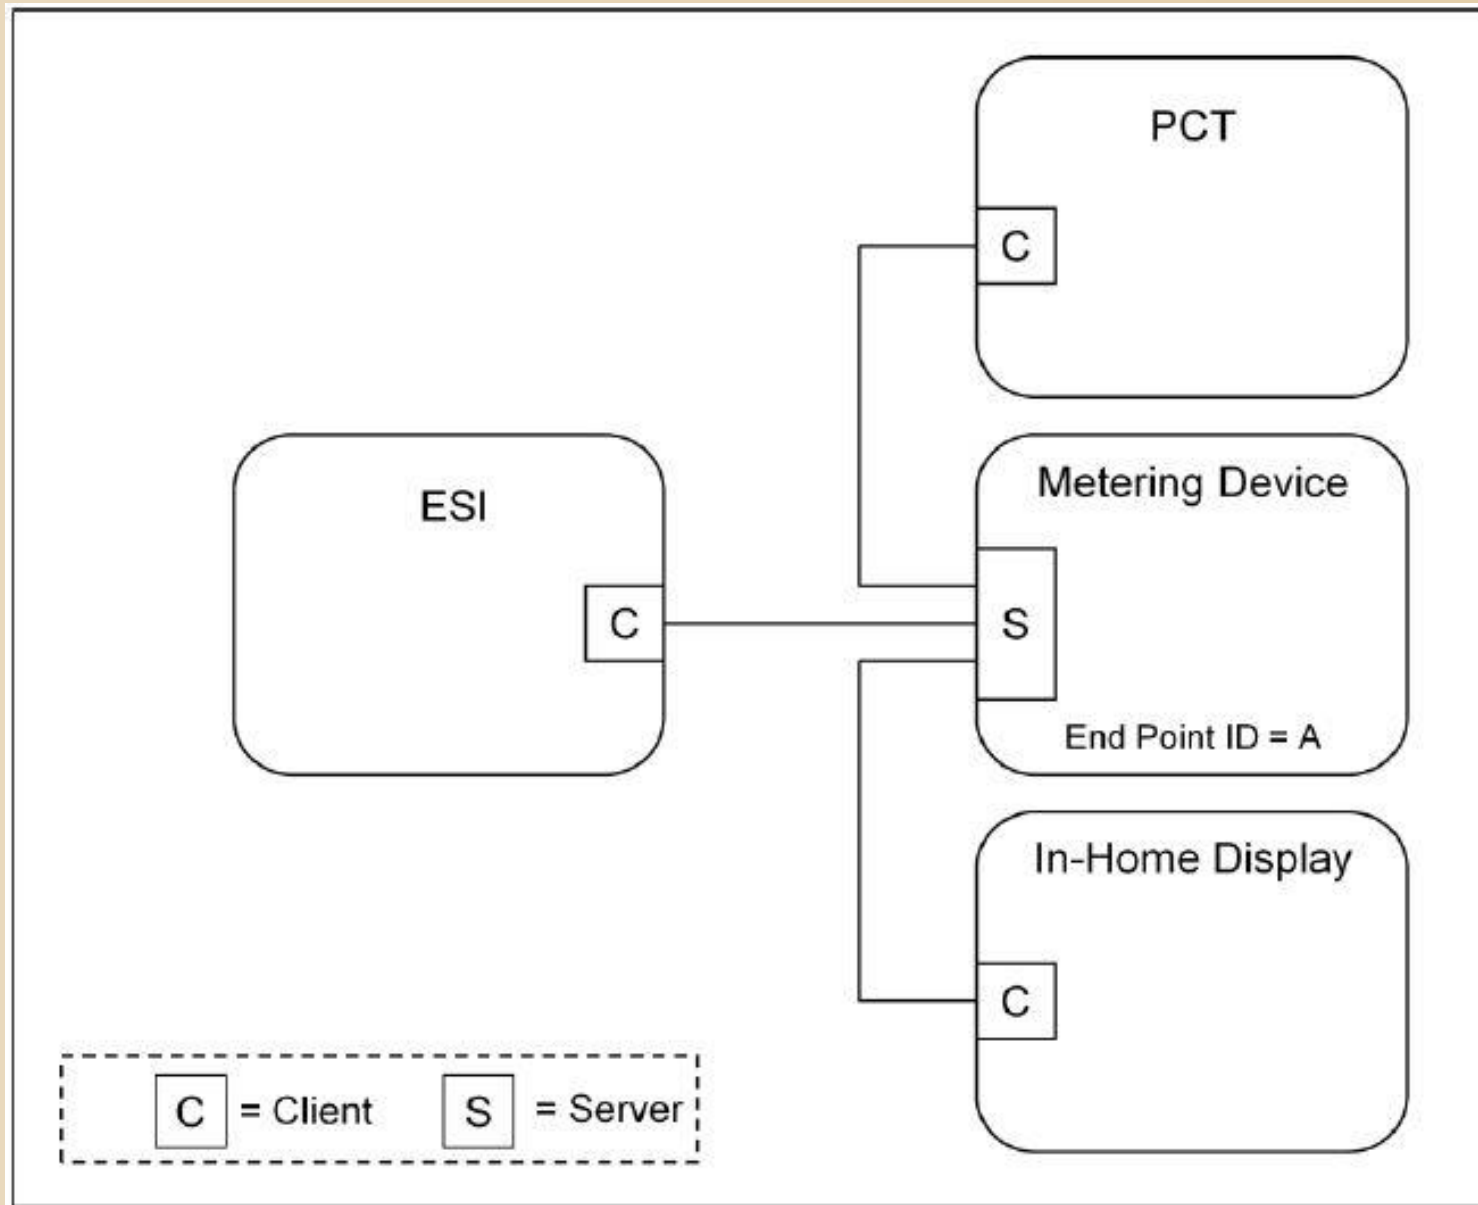 PCT
C
Metering Device
ESI
C
S
End Point ID = A
In-Home Display
C
C = Client S = Server